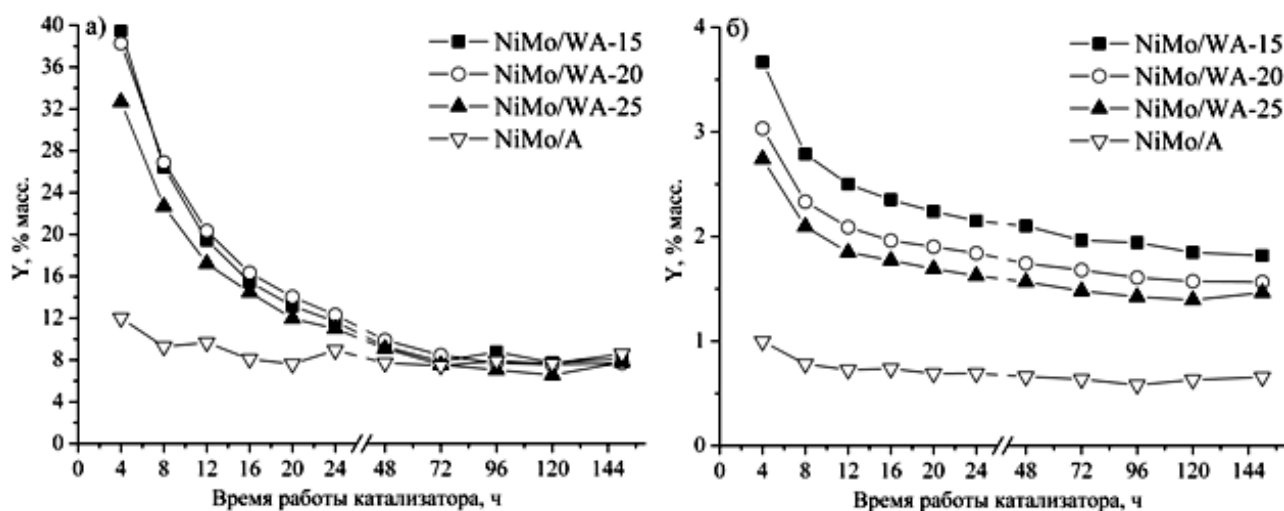 а)
NiMo/WA-15
NiMo/WA-20
NiMo/WA-25
NiMo/A
Y, % масс.
40
36
32
28
24
20
16
12
8
4
0
0 4 8 12 16 20 24 48 72 96 120 144
Время работы катализатора, ч
б)
NiMo/WA-15
NiMo/WA-20
NiMo/WA-25
NiMo/A
Y, % масс.
4
3
2
1
0
0 4 8 12 16 20 24 48 72 96 120 144
Время работы катализатора, ч